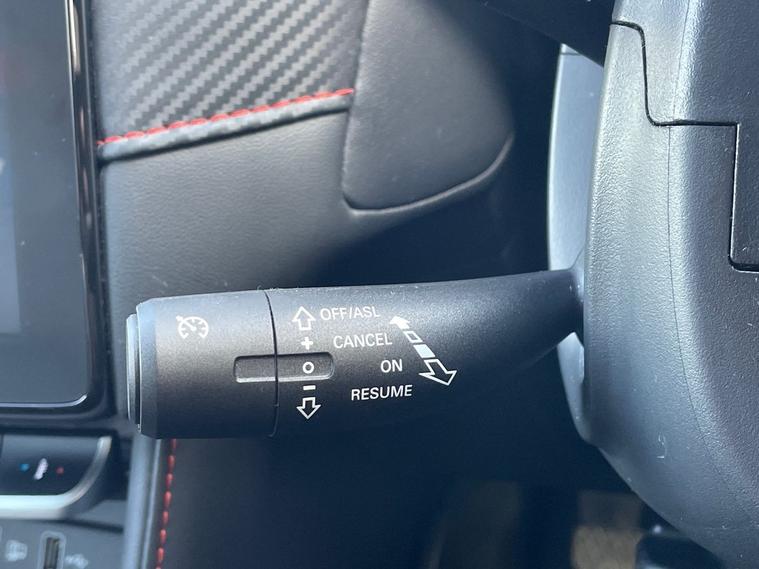 OFF/ASL
+ CANCEL
O ON
- RESUME